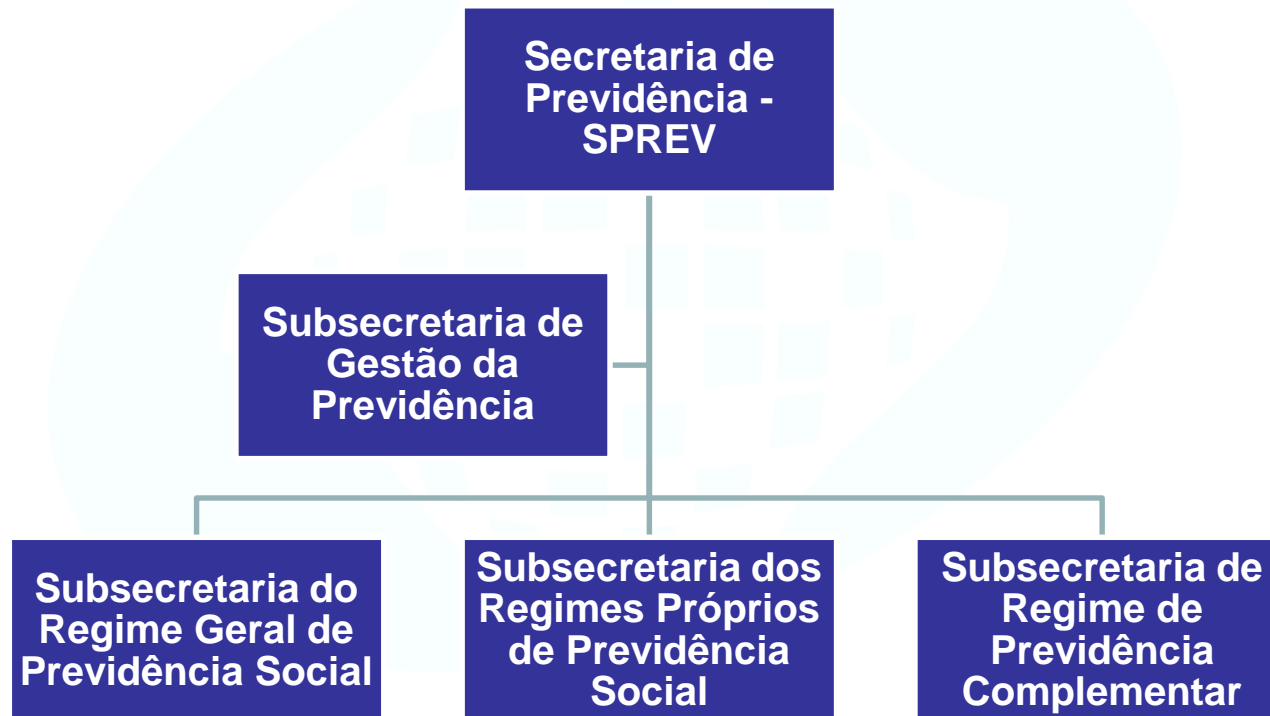 Secretaria de
Previdência -
SPREV
Subsecretaria de
Gestão da
Previdência
Subsecretaria do
Regime Geral de
Previdência Social
Subsecretaria dos
Regimes Próprios
de Previdência
Social
Subsecretaria de
Regime de
Previdência
Complementar